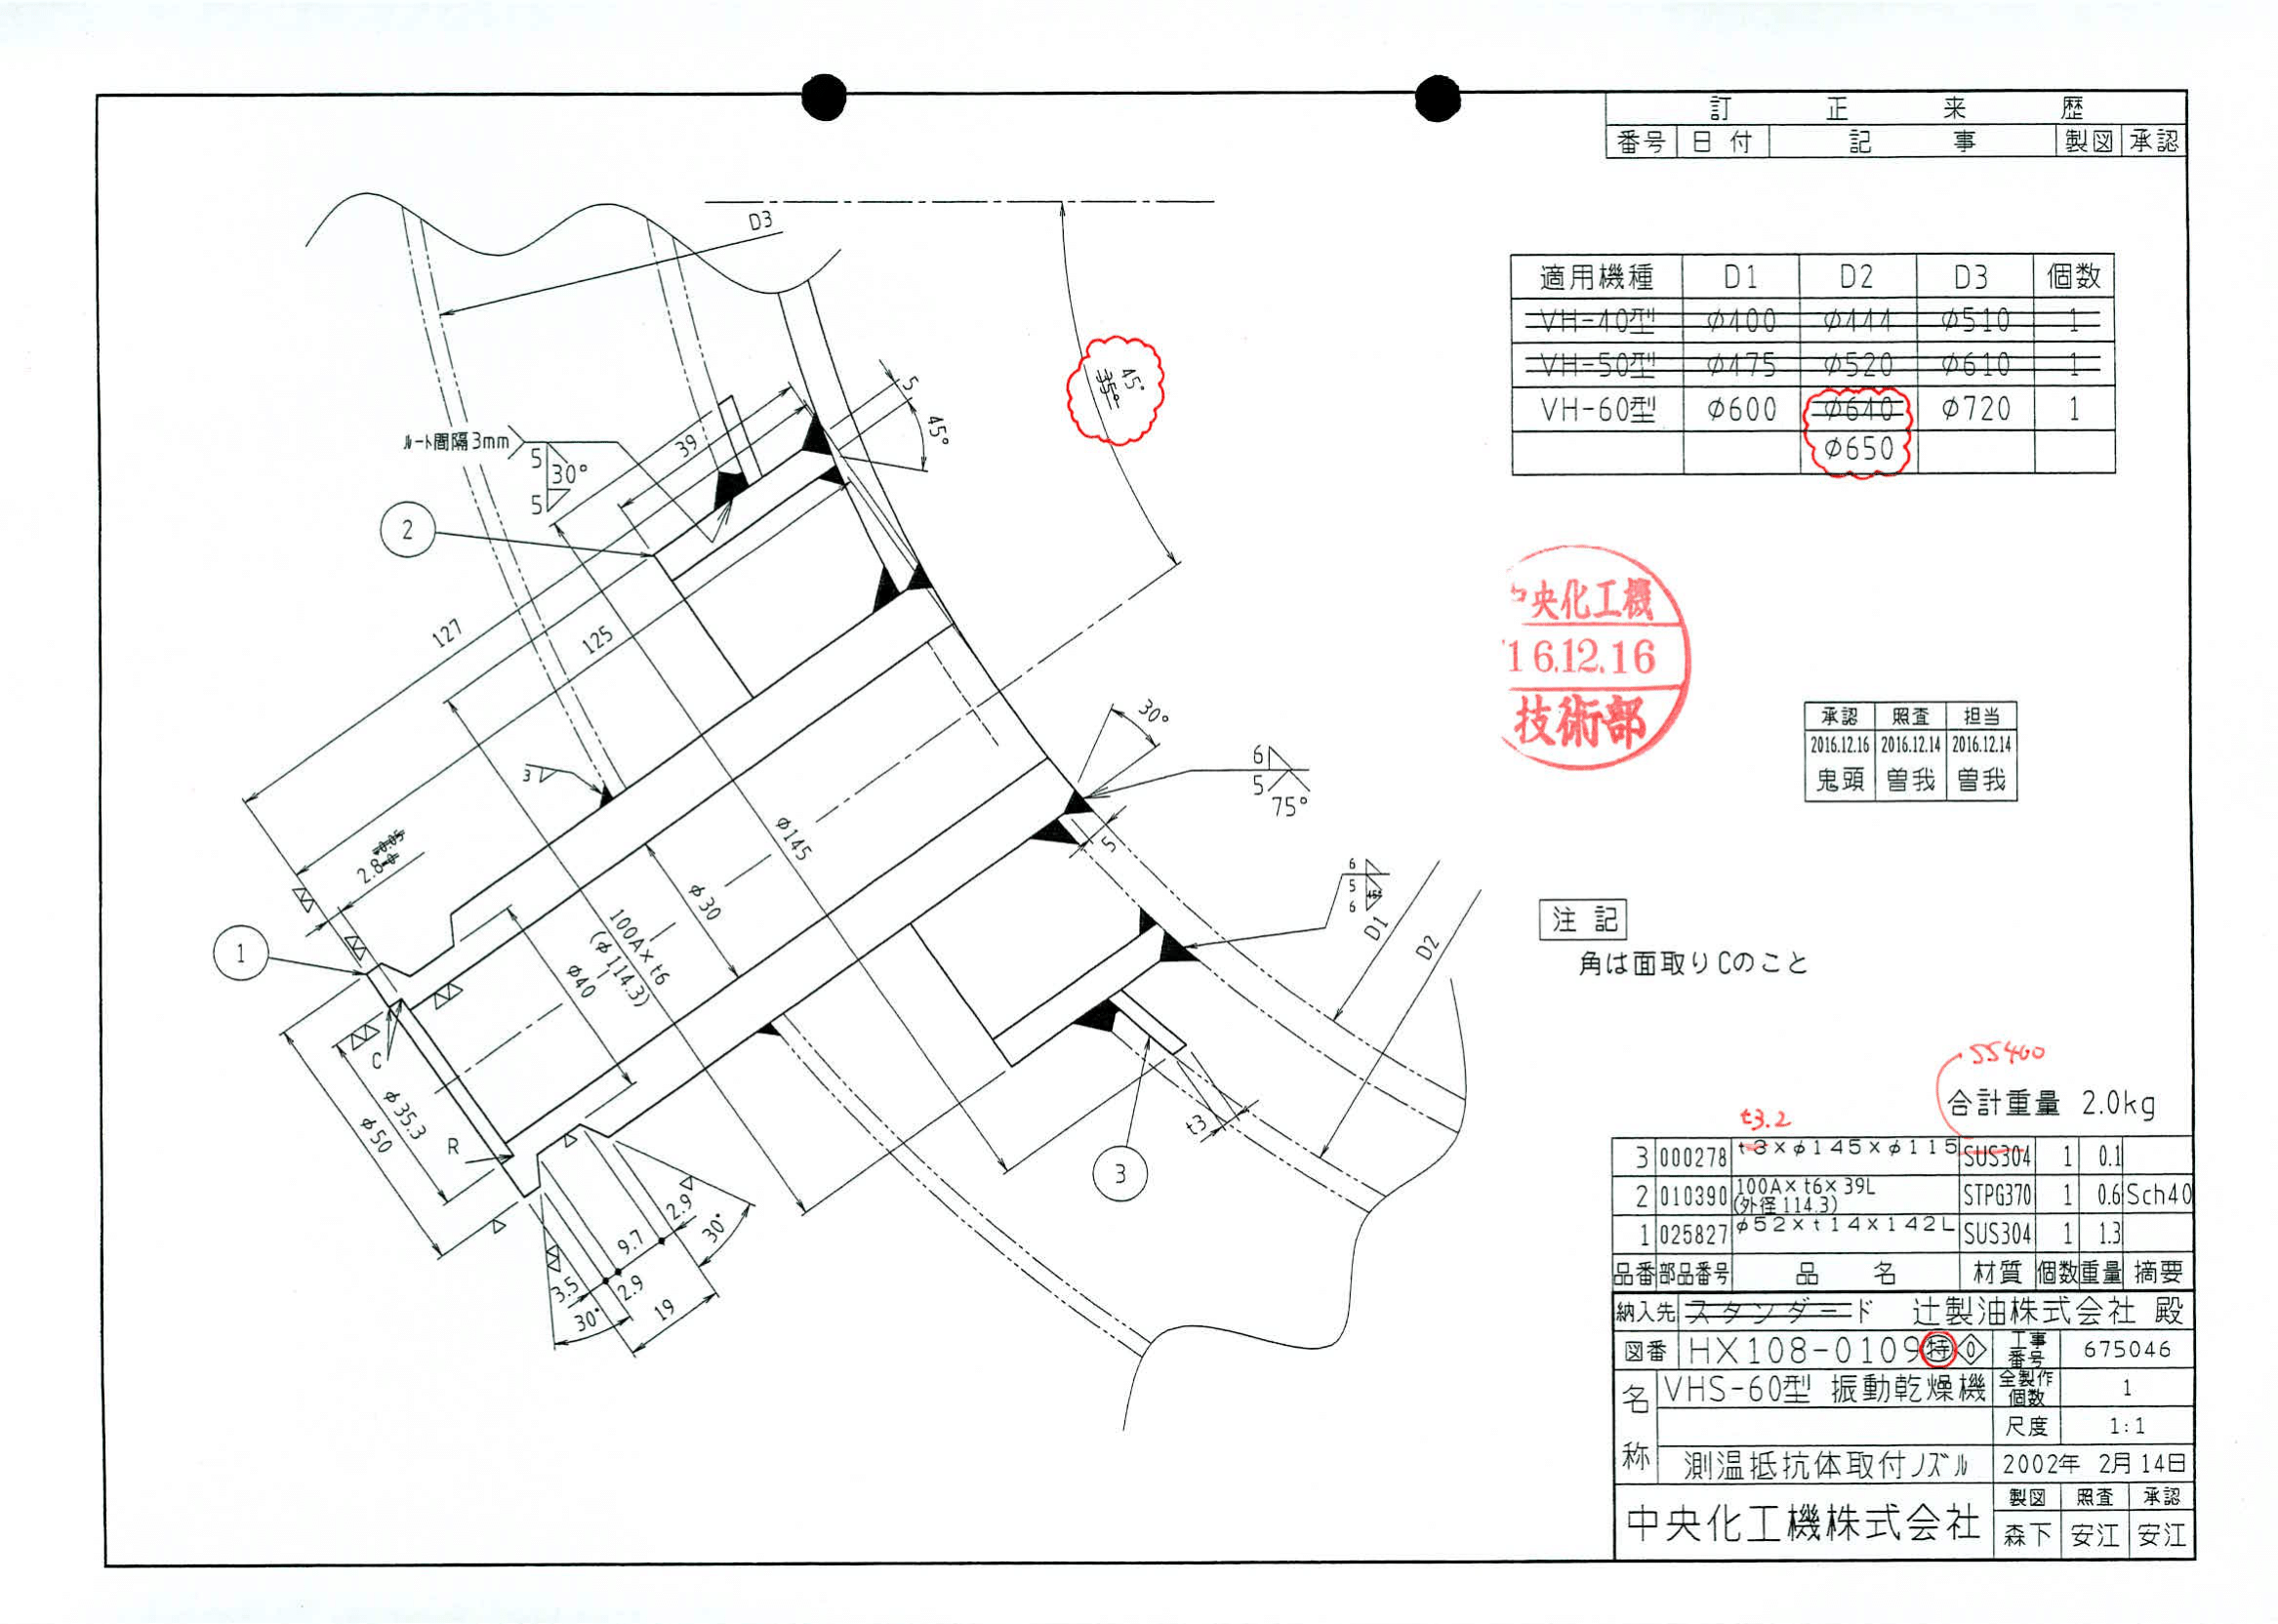 訂正来歴
番号 日付 記事 製図 承認
D3
適用機種 D1 D2 D3 個数
VH-40型 φ400 φ444 φ510 1
VH-50型 φ475 φ520 φ610 1
VH-60型 φ600 φ640 φ720 1
φ650
45°
35°
5
45°
39
ルート間隔3mm
5
30°
5
2
127
125
中央化工機
'16.12.16
技術部
承認 照査 担当
2016.12.16 2016.12.14 2016.12.14
鬼頭 曽我 曽我
30°
6
5
75°
3
φ145
5
2.8
6
5
45°
6
D1
D2
φ30
100A×t6
(φ114.3)
φ40
1
注記
角は面取りCのこと
C
φ35.3
φ50
R
SS400
合計重量 2.0kg
t3.2
t3
3
2.9
30°
9.7
3.5
2.9
30°
19
3 000278 t3×φ145×φ115 SUS304 1 0.1
2 010390 100A×t6×39L (外径114.3) STPG370 1 0.6 Sch40
1 025827 φ52×t14×142L SUS304 1 1.3
品番 部品番号 品名 材質 個数 重量 摘要
納入先 スタンダード 辻製油株式会社 殿
図番 HX108-0109 特 0 工事番号 675046
名称 VHS-60型 振動乾燥機 全製作個数 1
尺度 1:1
測温抵抗体取付ノズル 2002年 2月 14日
中央化工機株式会社 製図 照査 承認
森下 安江 安江